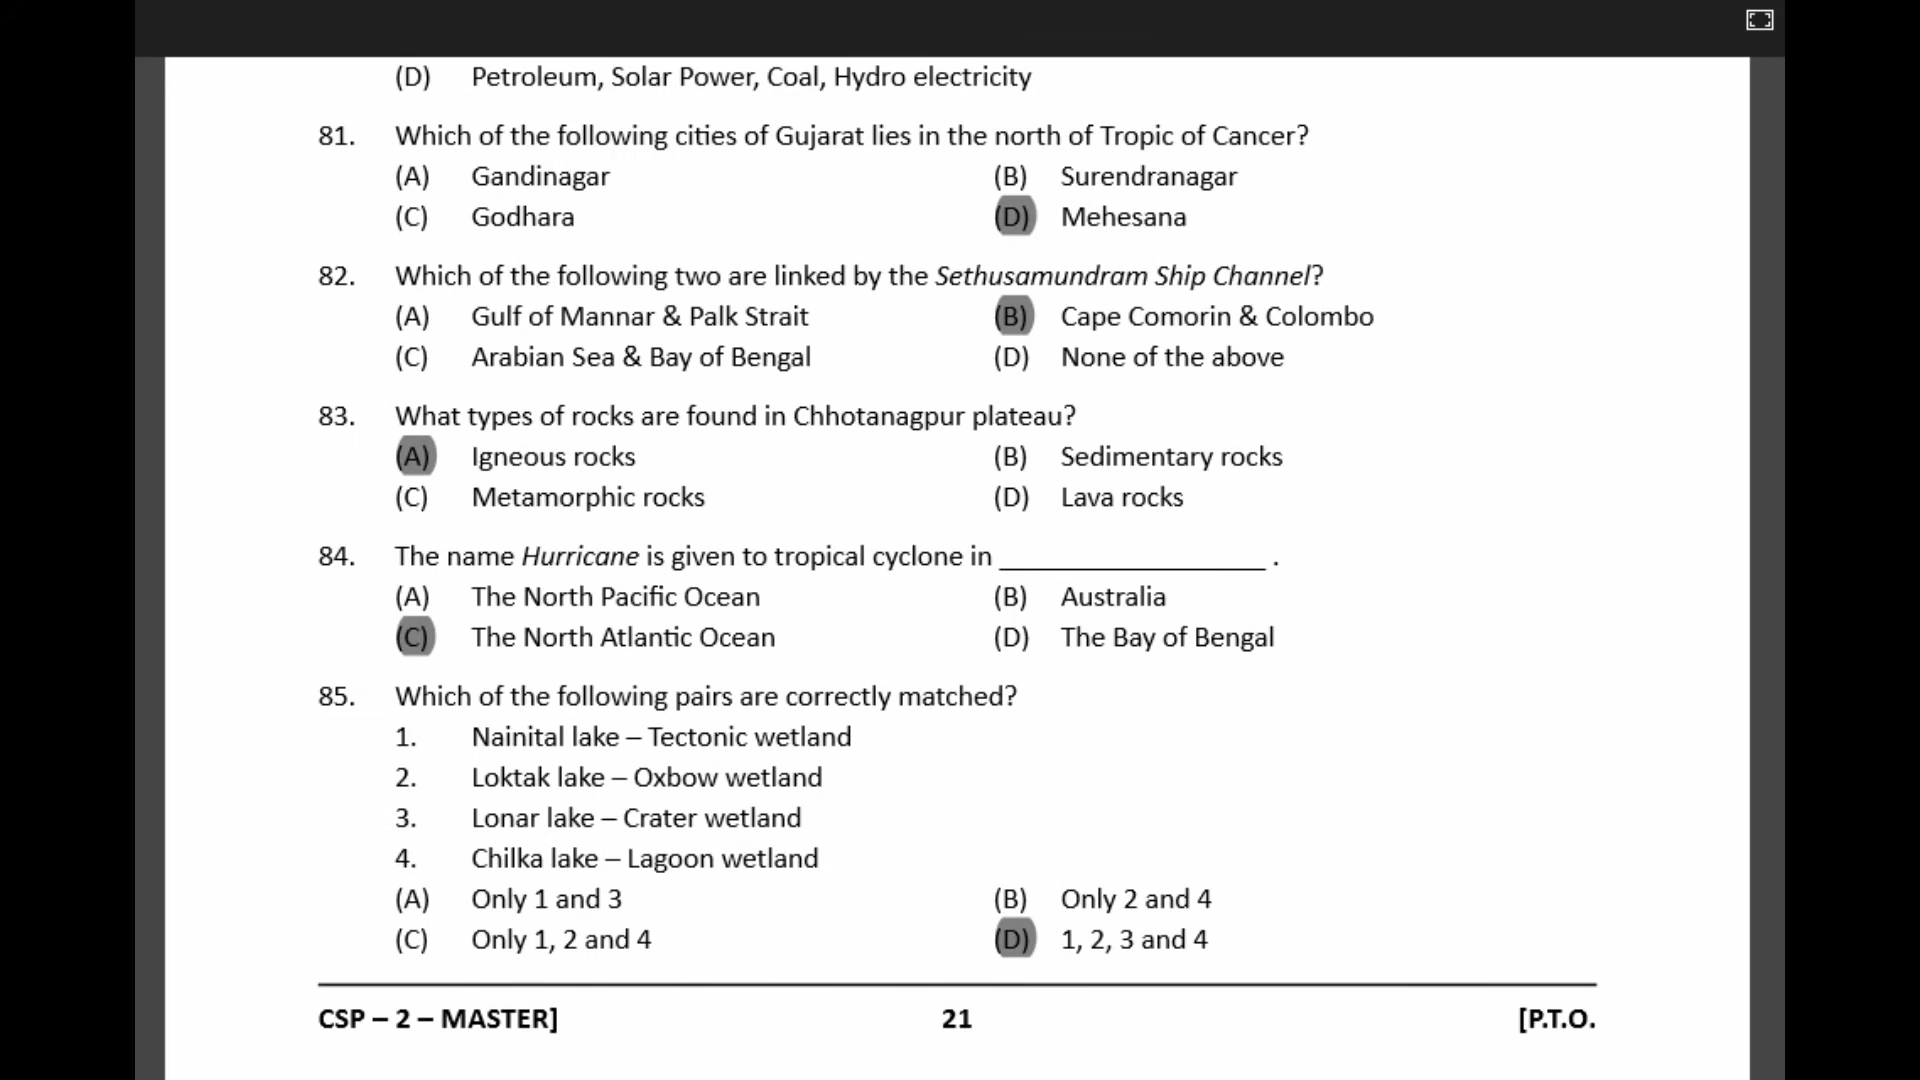 (D) Petroleum, Solar Power, Coal, Hydro electricity
81. Which of the following cities of Gujarat lies in the north of Tropic of Cancer?
(A) Gandinagar (B) Surendranagar
(C) Godhara (D) Mehesana
82. Which of the following two are linked by the Sethusamundram Ship Channel?
(A) Gulf of Mannar & Palk Strait (B) Cape Comorin & Colombo
(C) Arabian Sea & Bay of Bengal (D) None of the above
83. What types of rocks are found in Chhotanagpur plateau?
(A) Igneous rocks (B) Sedimentary rocks
(C) Metamorphic rocks (D) Lava rocks
84. The name Hurricane is given to tropical cyclone in ___________________ .
(A) The North Pacific Ocean (B) Australia
(C) The North Atlantic Ocean (D) The Bay of Bengal
85. Which of the following pairs are correctly matched?
1. Nainital lake – Tectonic wetland
2. Loktak lake – Oxbow wetland
3. Lonar lake – Crater wetland
4. Chilka lake – Lagoon wetland
(A) Only 1 and 3 (B) Only 2 and 4
(C) Only 1, 2 and 4 (D) 1, 2, 3 and 4
CSP – 2 – MASTER] 21 [P.T.O.